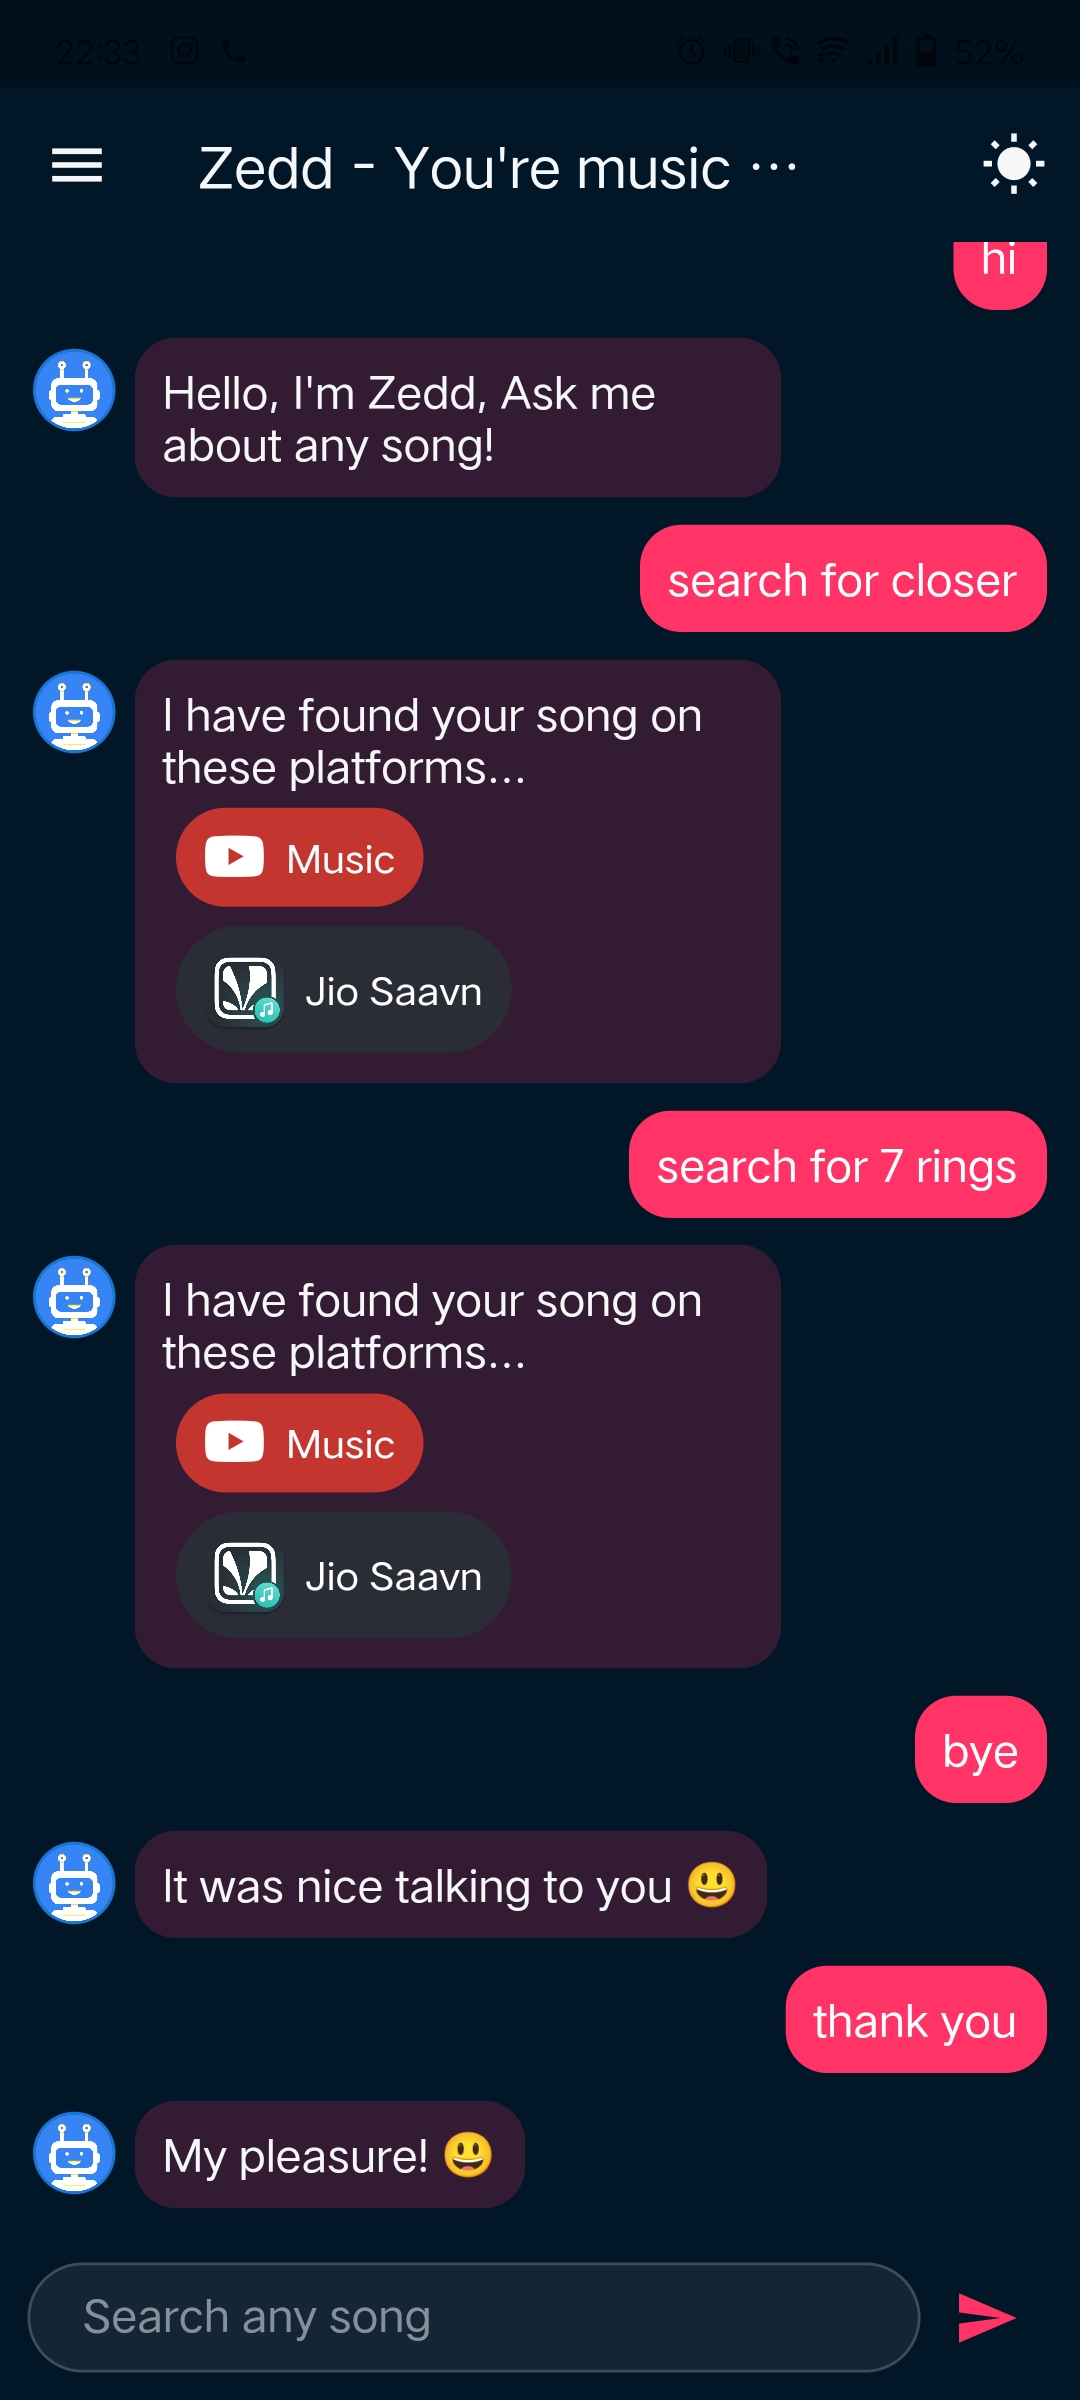 22:33 52%
Zedd - You're music ...
hi
Hello, I'm Zedd, Ask me
about any song!
search for closer
I have found your song on
these platforms...
Music
Jio Saavn
search for 7 rings
I have found your song on
these platforms...
Music
Jio Saavn
bye
It was nice talking to you 😃
thank you
My pleasure! 😃
Search any song